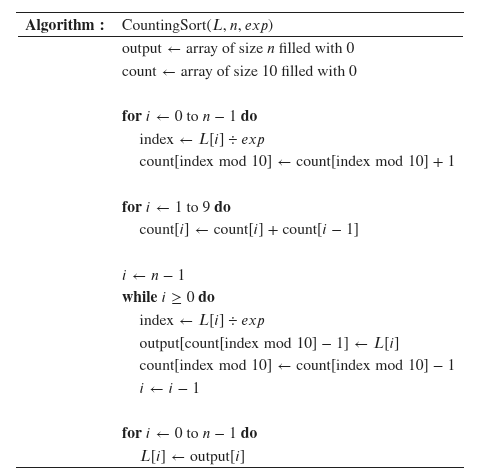 Algorithm : CountingSort(L, n, exp)
output ← array of size n filled with 0
count ← array of size 10 filled with 0
for i ← 0 to n − 1 do
index ← L[i] ÷ exp
count[index mod 10] ← count[index mod 10] + 1
for i ← 1 to 9 do
count[i] ← count[i] + count[i − 1]
i ← n − 1
while i ≥ 0 do
index ← L[i] ÷ exp
output[count[index mod 10] − 1] ← L[i]
count[index mod 10] ← count[index mod 10] − 1
i ← i − 1
for i ← 0 to n − 1 do
L[i] ← output[i]